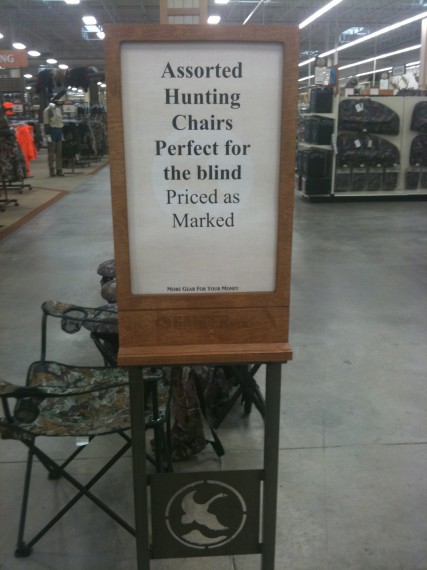 Assorted
Hunting
Chairs
Perfect for
the blind
Priced as
Marked
More Gear For Your Money